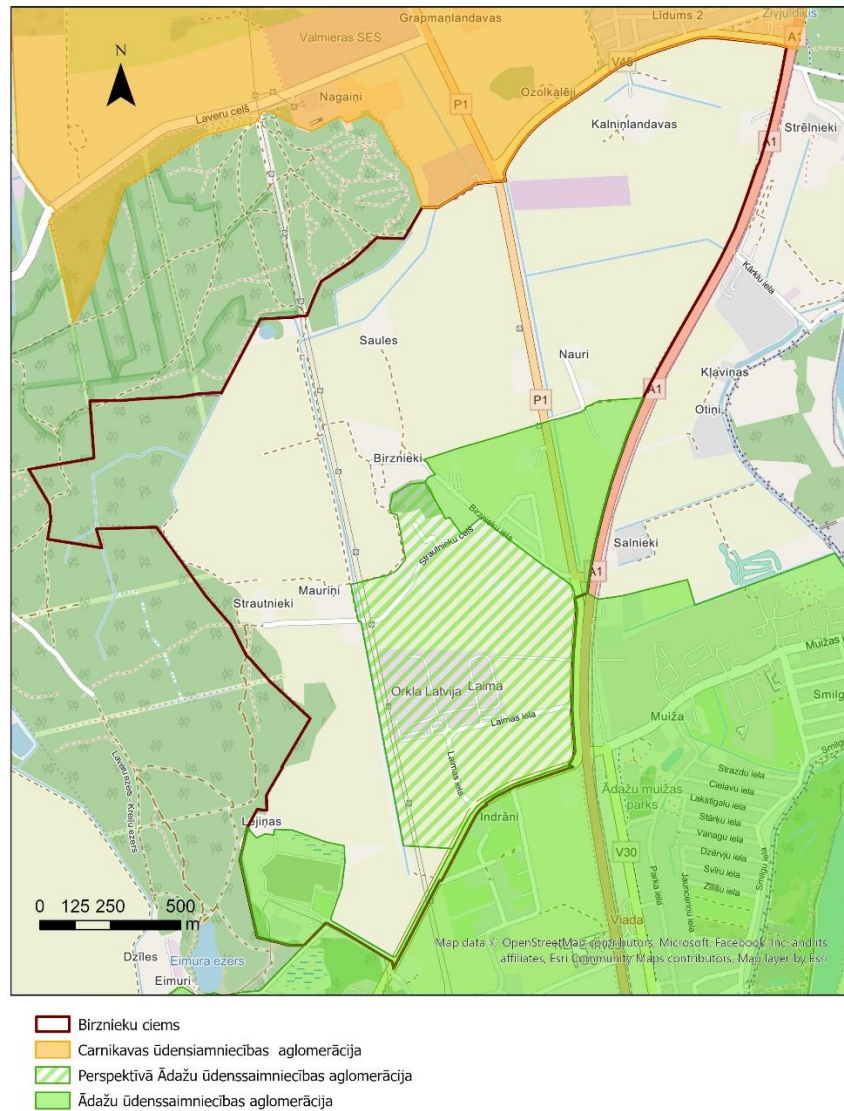 Grapmaņlandavas
Līdums 2
Zivju dīķis
A1
Valmieras SES
V46
N
Ozolkalēji
Nagaiņi
Laveru ceļš
P1
Kalniņlandavas
A1
Strēlnieki
Kārklu iela
Saules
Nauri
Kļaviņas
A1
P1
Otiņi
Birznieki
Birznieku iela
Strautnieku ceļš
Salnieki
A1
Mauriņi
Strautnieki
Muižas
Orkla Latvija
Laima
Smilg
Laimas iela
Muiža
Laveru ezers - Kreiļu ezers
Laimas iela
Strazdu iela
Cielavu iela
Ādažu muižas
parks
Lakstīgalu iela
Stārķu iela
Lejiņas
Indrāni
Vanagu iela
Dzērvju iela
V30
Svīru iela
Zīlīšu iela
Smilgu iela
Parka iela
Jaunceriņu iela
0 125 250 500
m
Viada
Dzīles
Eimura ezers
Eimuri
Map data © OpenStreetMap contributors, Microsoft, Facebook, Inc. and its
affiliates, Esri Community Maps contributors, Map layer by Esri
Birznieku ciems
Carnikavas ūdensiamniecības aglomerācija
Perspektīvā Ādažu ūdenssaimniecības aglomerācija
Ādažu ūdenssaimniecības aglomerācija